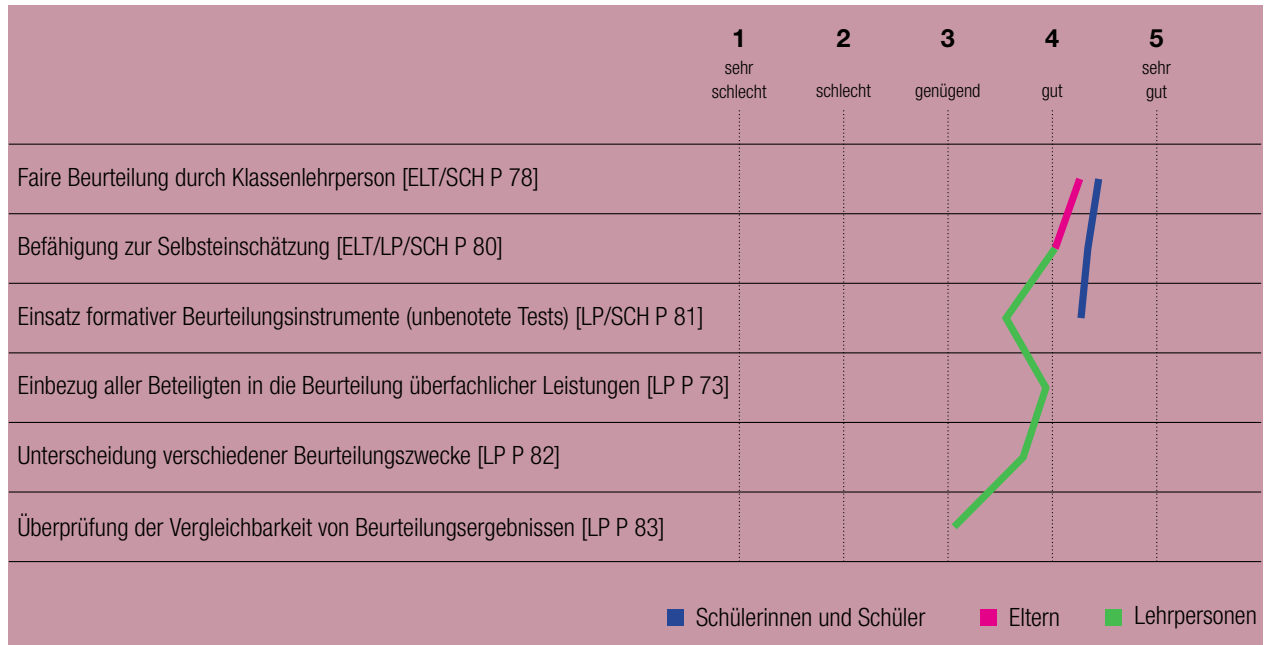 1 2 3 4 5
sehr schlecht schlecht genügend gut sehr gut
Faire Beurteilung durch Klassenlehrperson [ELT/SCH P 78]
Befähigung zur Selbsteinschätzung [ELT/LP/SCH P 80]
Einsatz formativer Beurteilungsinstrumente (unbenotete Tests) [LP/SCH P 81]
Einbezug aller Beteiligten in die Beurteilung überfachlicher Leistungen [LP P 73]
Unterscheidung verschiedener Beurteilungszwecke [LP P 82]
Überprüfung der Vergleichbarkeit von Beurteilungsergebnissen [LP P 83]
Schülerinnen und Schüler Eltern Lehrpersonen